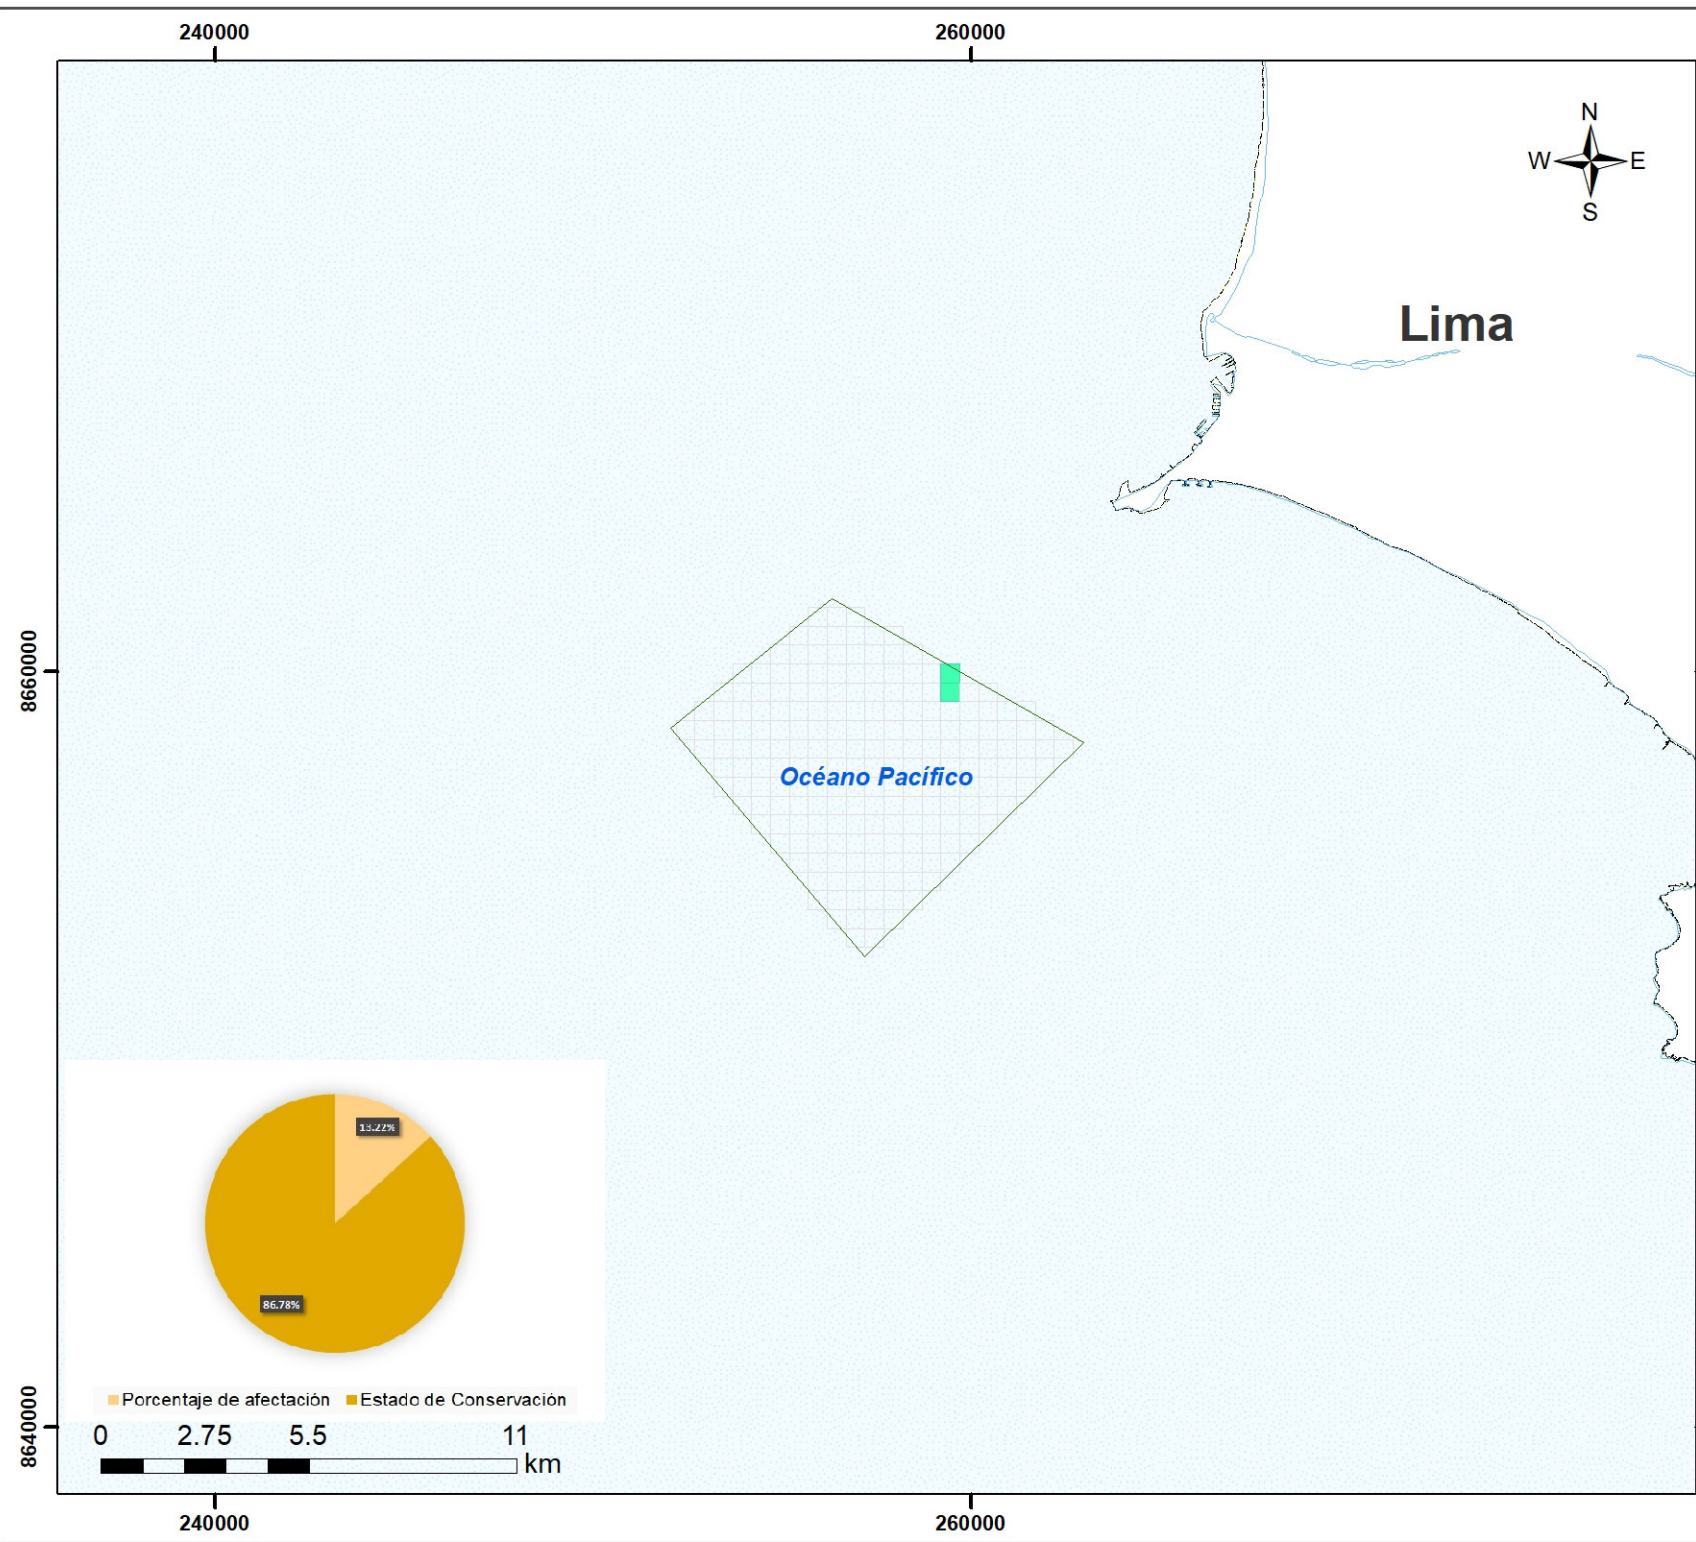 240000
260000
N
W
E
S
Lima
8660000
Océano Pacífico
13.22%
86.78%
Porcentaje de afectación
Estado de Conservación
0
2.75
5.5
11
km
8640000
240000
260000